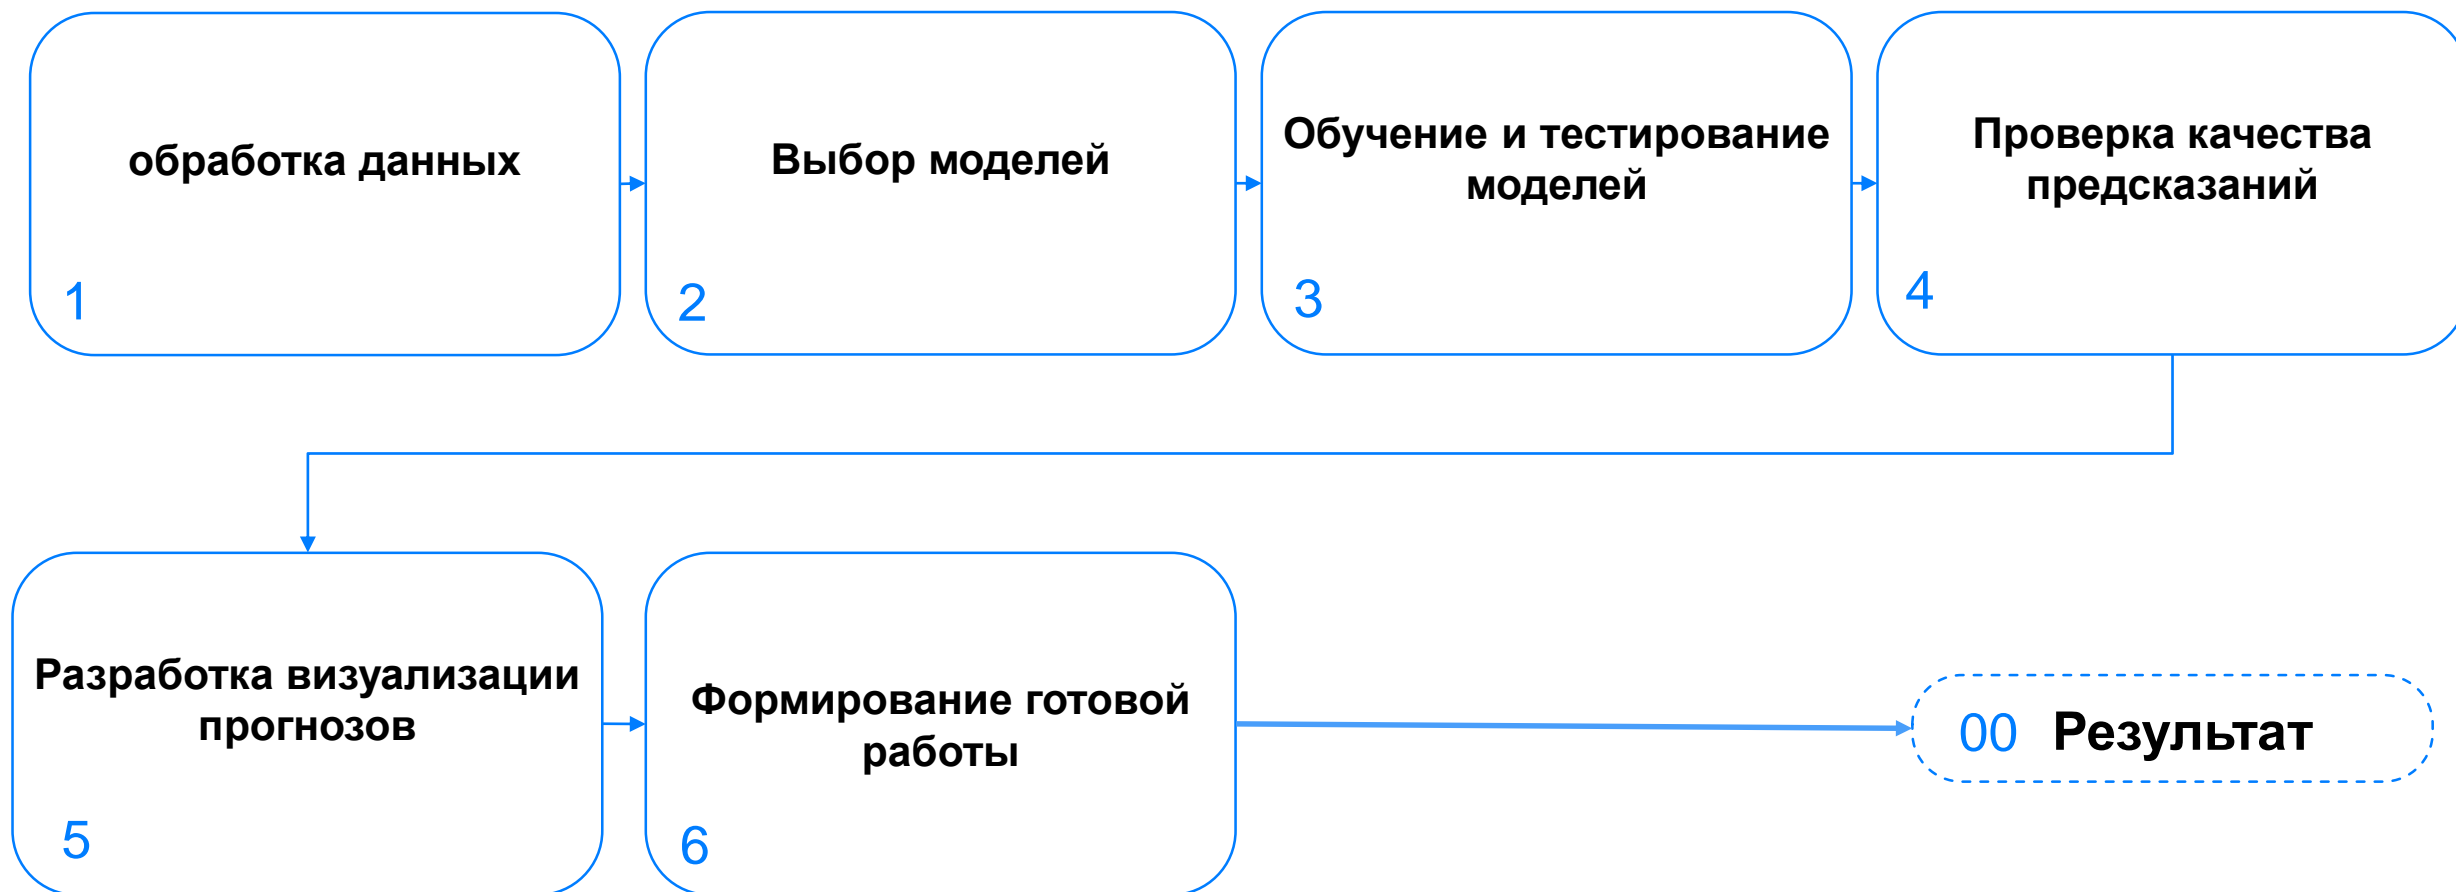 обработка данных
1
Выбор моделей
2
Обучение и тестирование
моделей
3
Проверка качества
предсказаний
4
Разработка визуализации
прогнозов
5
Формирование готовой
работы
6
00 Результат